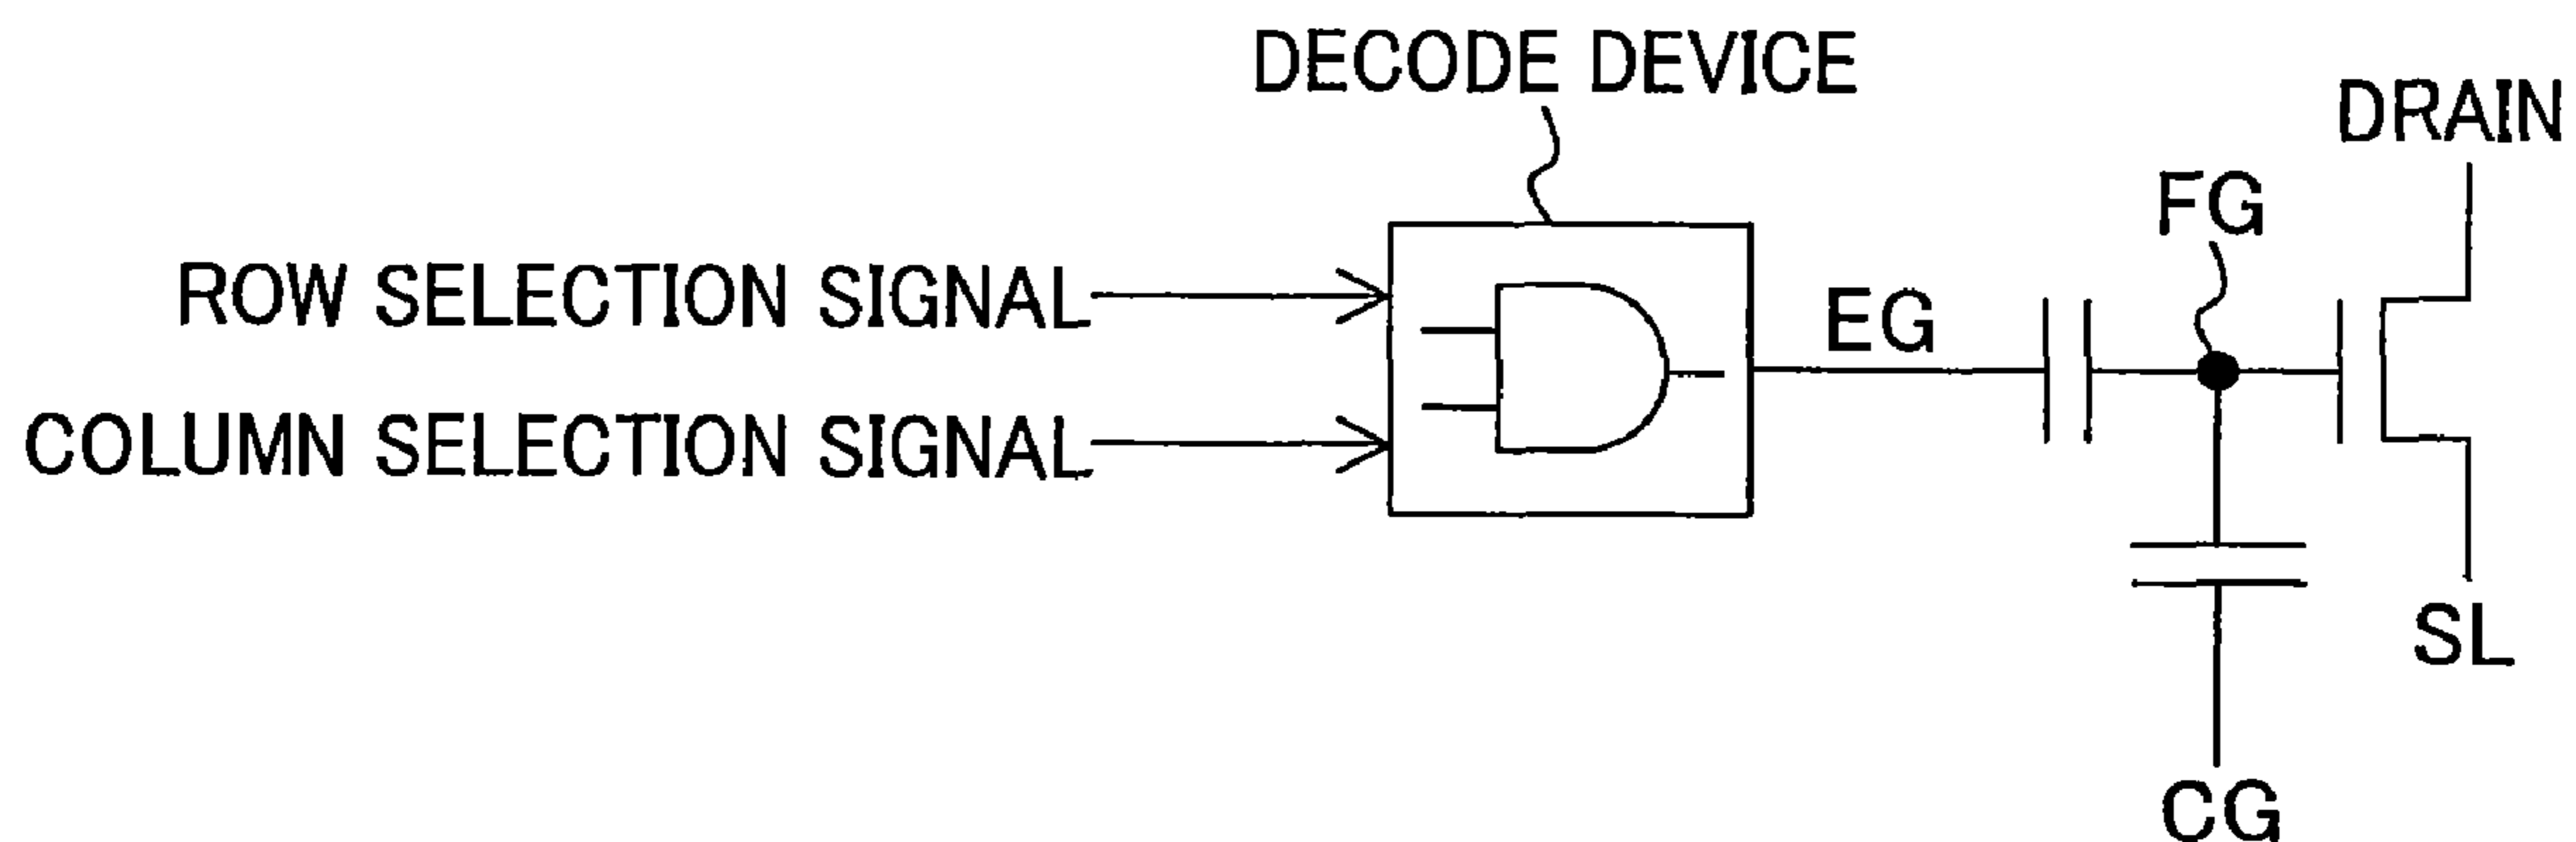 DECODE DEVICE
DRAIN
FG
ROW SELECTION SIGNAL
EG
COLUMN SELECTION SIGNAL
SL
CG